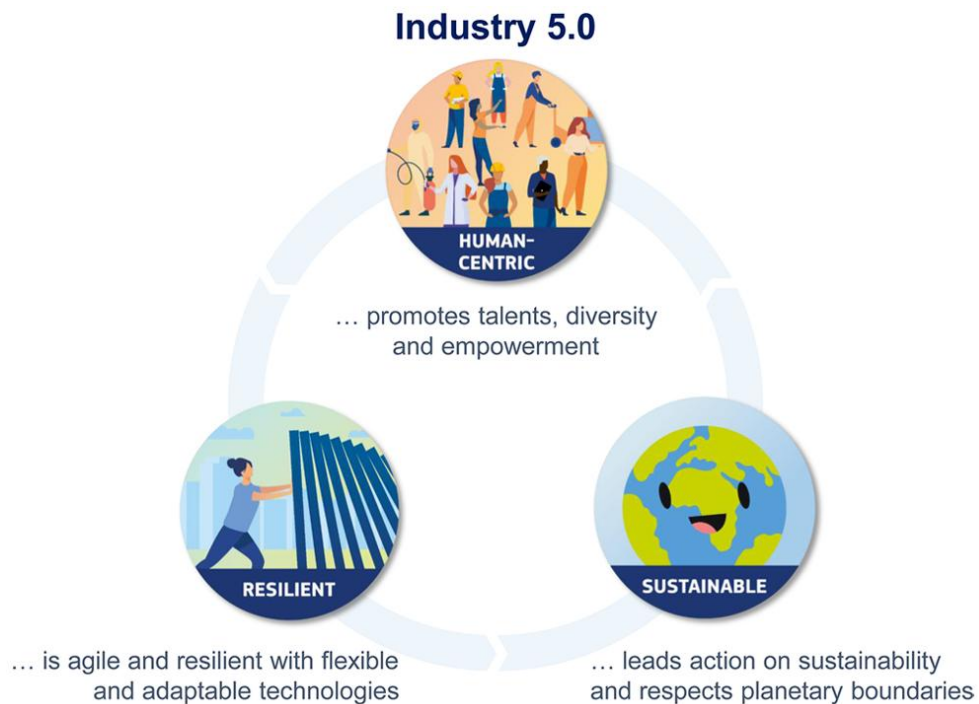 Industry 5.0
HUMAN-
CENTRIC
… promotes talents, diversity
and empowerment
RESILIENT
… is agile and resilient with flexible
and adaptable technologies
SUSTAINABLE
… leads action on sustainability
and respects planetary boundaries